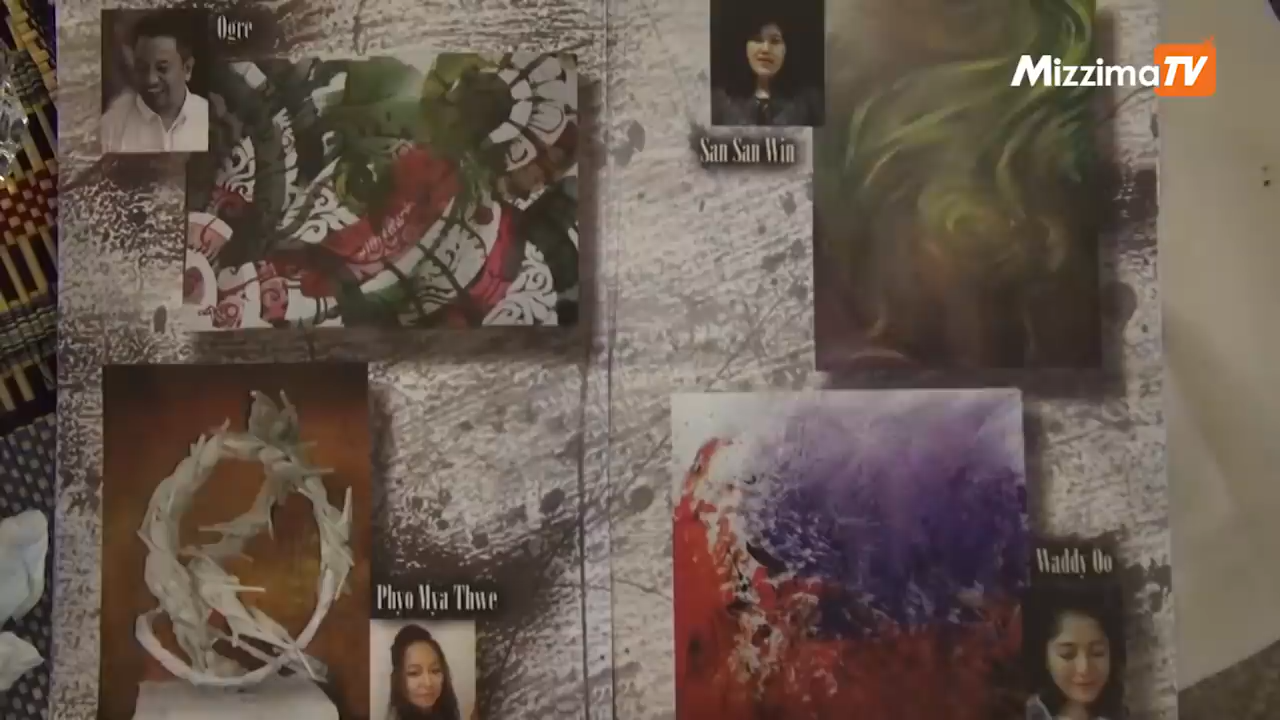 Ogre
San San Win
MizzimaTV
Phyo Mya Thwe
Waddy Oo